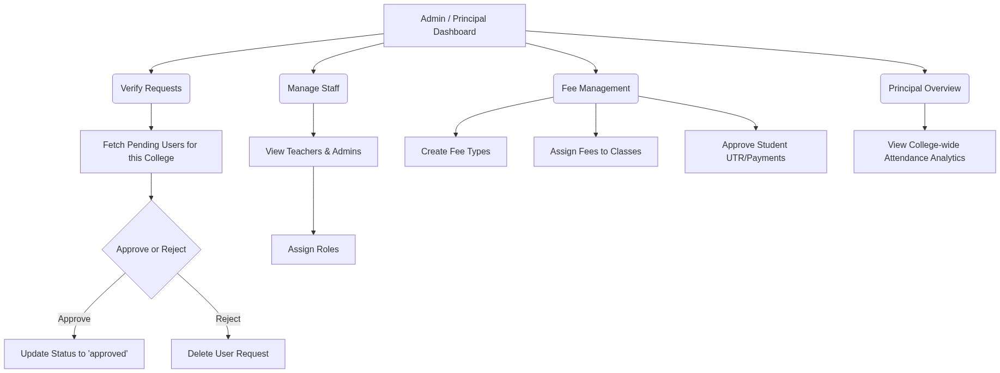 Admin / Principal
Dashboard
Verify Requests
Manage Staff
Fee Management
Principal Overview
Fetch Pending Users for
this College
View Teachers & Admins
Create Fee Types
Assign Fees to Classes
Approve Student
UTR/Payments
View College-wide
Attendance Analytics
Approve or Reject
Assign Roles
Approve
Reject
Update Status to 'approved'
Delete User Request